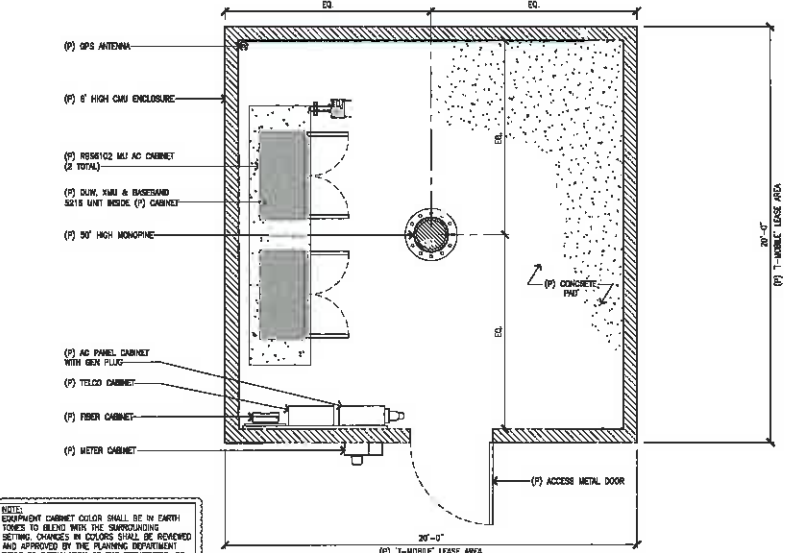 EQ.
EQ.
(P) GPS ANTENNA
(P) 6' HIGH CMU ENCLOSURE
(P) RBS6102 MU AC CABINET
(2 TOTAL)
(P) DUW, XMU & BASEBAND
5216 UNIT INSIDE (P) CABINET
(P) 50' HIGH MONOPINE
EQ.
EQ.
(P) CONCRETE
PAD
20'-0"
(P) "T-MOBILE" LEASE AREA
(P) AC PANEL CABINET
WITH GEN PLUG
(P) TELCO CABINET
(P) FIBER CABINET
(P) METER CABINET
(P) ACCESS METAL DOOR
20'-0"
(P) "T-MOBILE" LEASE AREA
NOTE:
EQUIPMENT CABINET COLOR SHALL BE IN EARTH
TONES TO BLEND WITH THE SURROUNDING
SETTING. CHANGES IN COLORS SHALL BE REVIEWED
AND APPROVED BY THE PLANNING DEPARTMENT